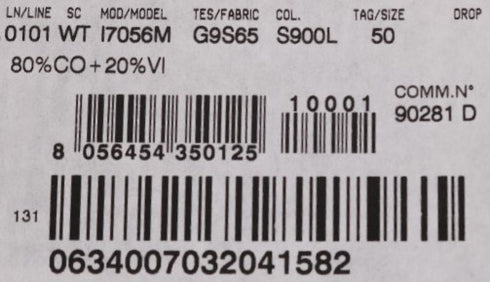 LN/LINE SC MOD/MODEL TES/FABRIC COL. TAG/SIZE DROP
0101 WT I7056M G9S65 S900L 50
80%CO+20%VI
COMM.N°
90281 D
10001
8 056454 350125
131
0634007032041582